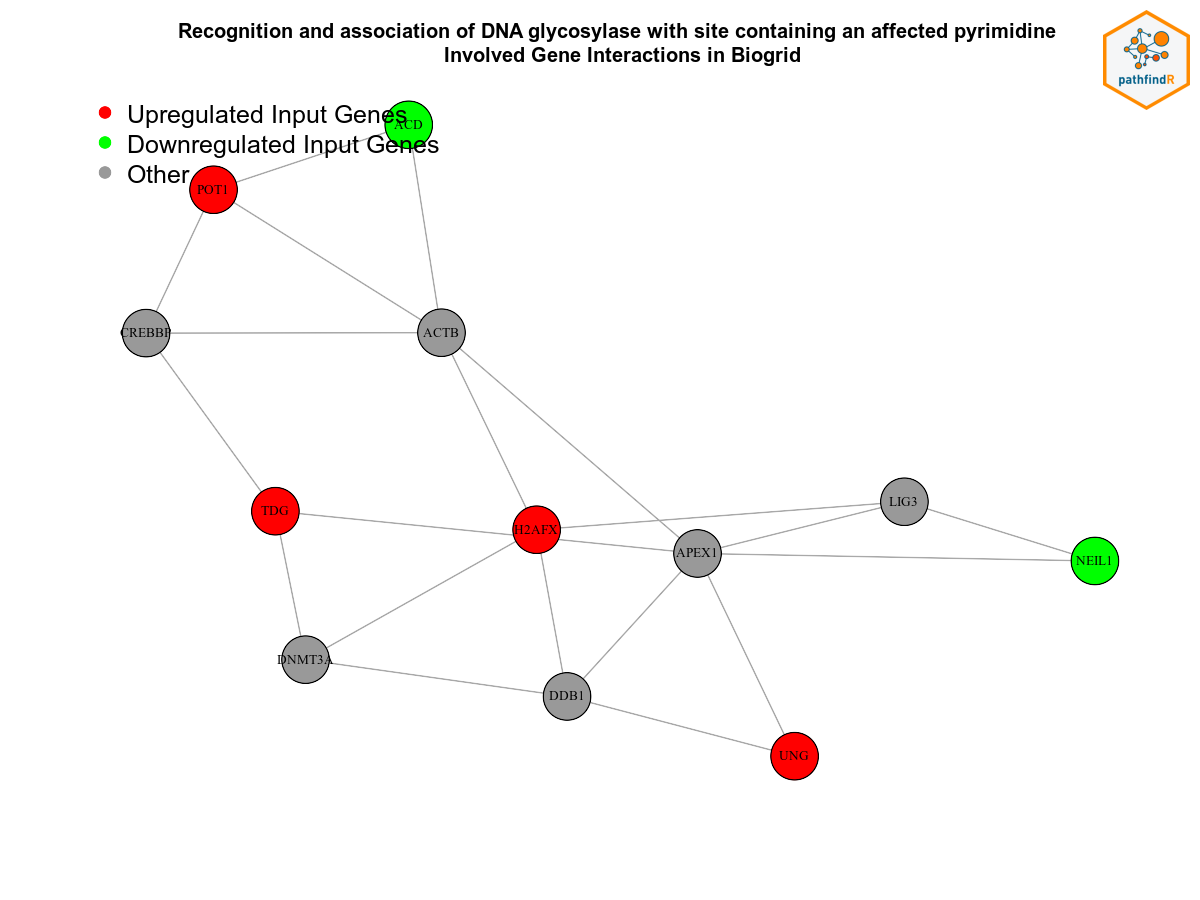 Recognition and association of DNA glycosylase with site containing an affected pyrimidine
Involved Gene Interactions in Biogrid
pathfindR
Upregulated Input Genes
ACD
Downregulated Input Genes
Other
POT1
CREBBP
ACTB
LIG3
TDG
H2AFX
APEX1
NEIL1
DNMT3A
DDB1
UNG